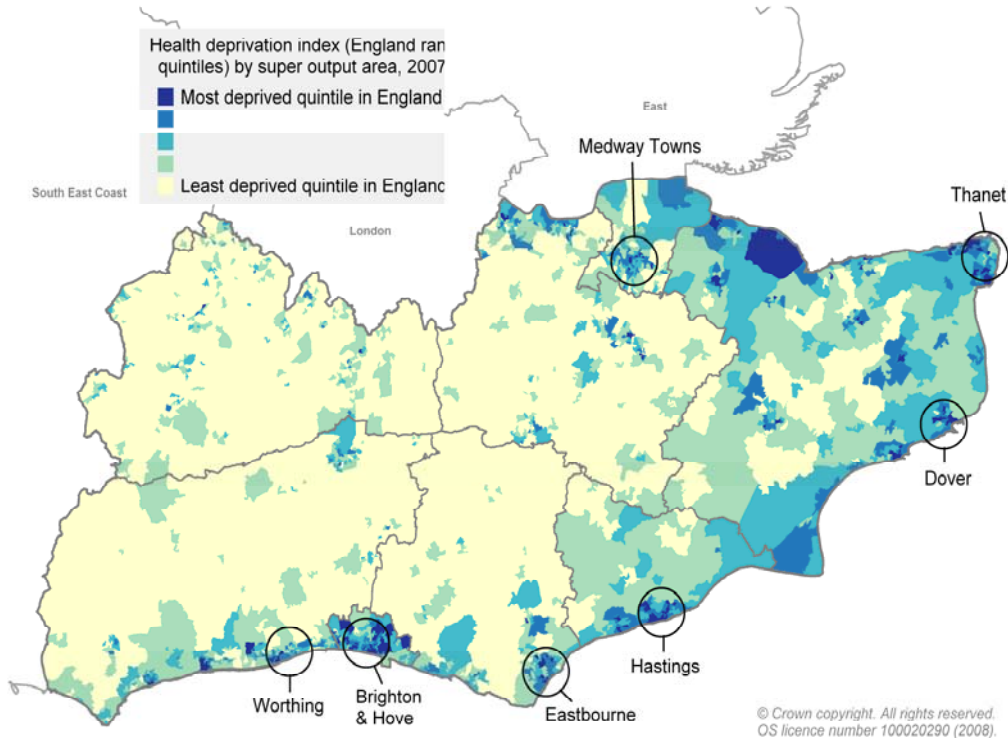 Health deprivation index (England ran
quintiles) by super output area, 2007
Most deprived quintile in England
Least deprived quintile in England
East
Medway Towns
South East Coast
Thanet
London
Dover
Hastings
Worthing
Brighton
& Hove
Eastbourne
© Crown copyright. All rights reserved.
OS licence number 100020290 (2008).